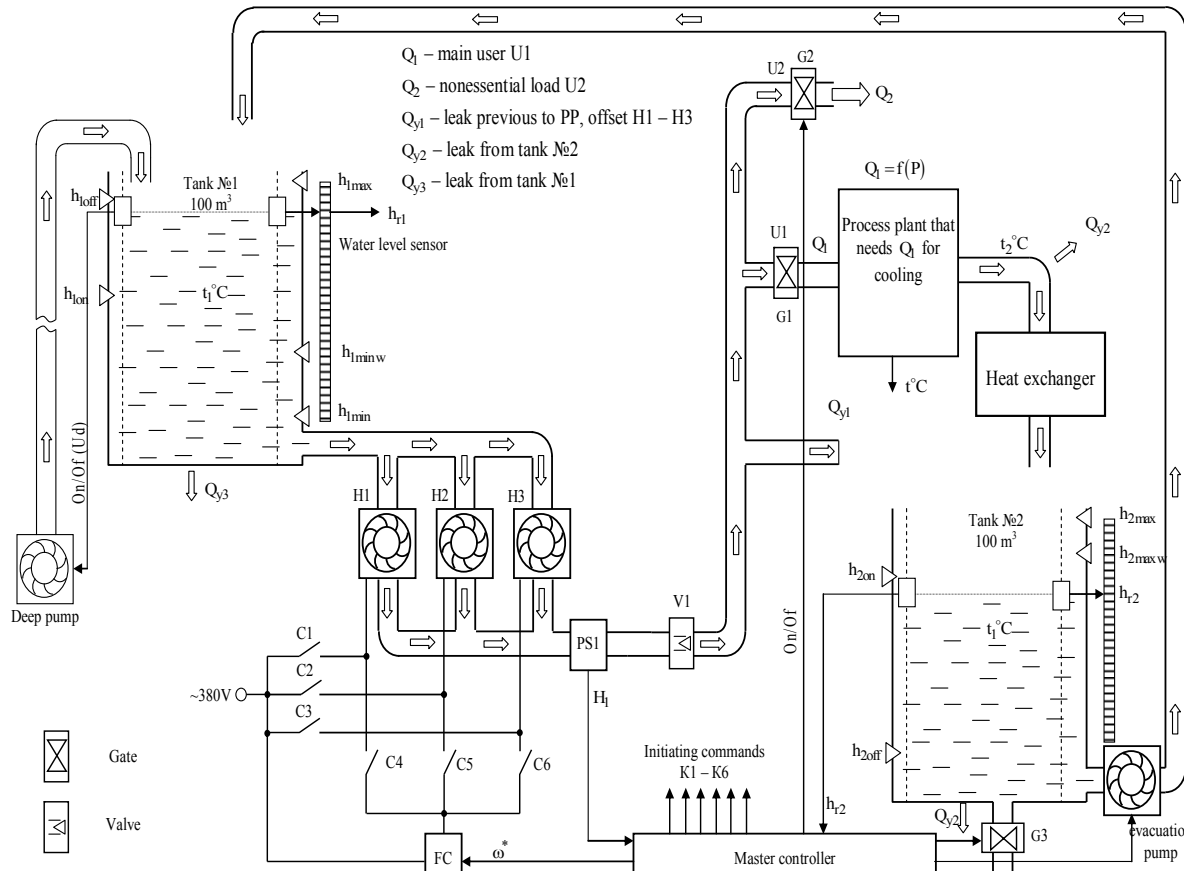 Q₁ – main user U1
Q₂ – nonessential load U2
Qy1 – leak previous to PP, offset H1 – H3
Qy2 – leak from tank №2
Qy3 – leak from tank №1
U2
G2
Q₂
Tank №1
100 m³
h1off
h1on
t₁°C
h1max
hr1
Water level sensor
h1min w
h1min
On/Of (Ud)
Qy3
Deep pump
Q₁ = f(P)
U1
Q₁
G1
Process plant that
needs Q₁ for
cooling
t°C
t₂°C
Qy2
Heat exchanger
Qy1
H1
H2
H3
PS1
V1
H₁
On/Of
C1
C2
C3
~380V
C4
C5
C6
FC
ω*
Initiating commands
K1 – K6
Master controller
hr2
Tank №2
100 m³
h2on
h2off
t₁°C
h2max
h2max w
hr2
Qy2
G3
evacuation
pump
Gate
Valve